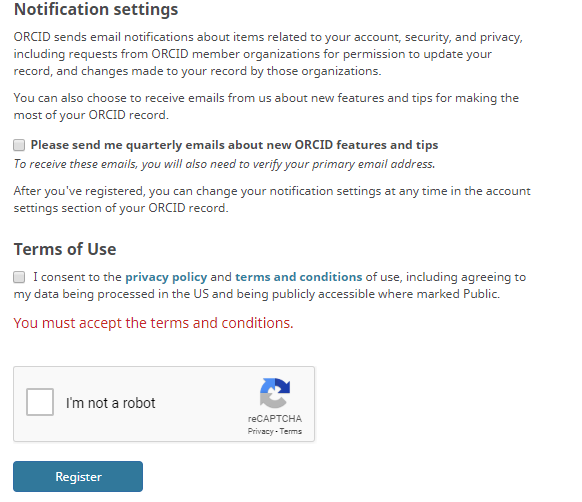 Notification settings
ORCID sends email notifications about items related to your account, security, and privacy,
including requests from ORCID member organizations for permission to update your
record, and changes made to your record by those organizations.
You can also choose to receive emails from us about new features and tips for making the
most of your ORCID record.
Please send me quarterly emails about new ORCID features and tips
To receive these emails, you will also need to verify your primary email address.
After you've registered, you can change your notification settings at any time in the account
settings section of your ORCID record.
Terms of Use
I consent to the privacy policy and terms and conditions of use, including agreeing to
my data being processed in the US and being publicly accessible where marked Public.
You must accept the terms and conditions.
I'm not a robot
reCAPTCHA
Privacy - Terms
Register